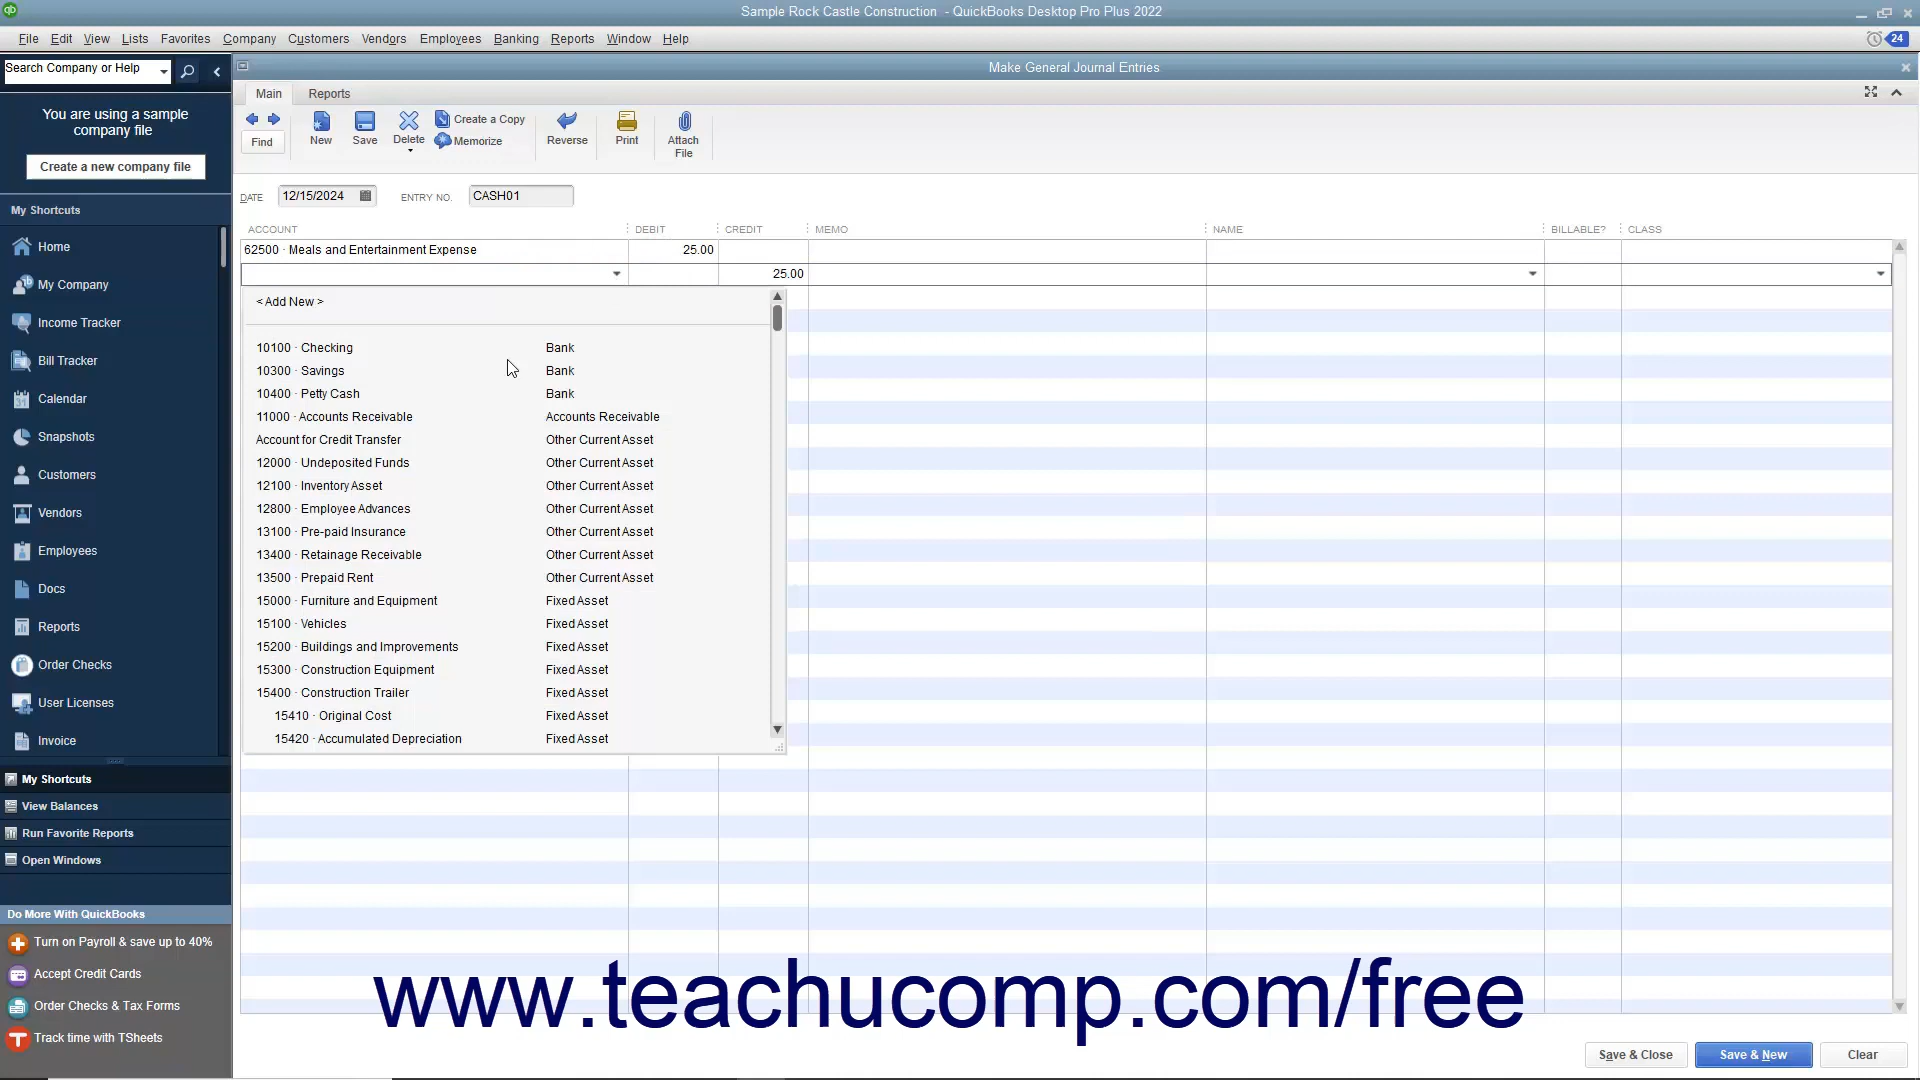 Sample Rock Castle Construction - QuickBooks Desktop Pro Plus 2022
File Edit View Lists Favorites Company Customers Vendors Employees Banking Reports Window Help 24
Search Company or Help
Make General Journal Entries
You are using a sample
company file
Create a new company file
Main Reports
Find
New
Save
Delete
Create a Copy
Memorize
Reverse
Print
Attach
File
DATE 12/15/2024 ENTRY NO. CASH01
ACCOUNT DEBIT CREDIT MEMO NAME BILLABLE? CLASS
62500 · Meals and Entertainment Expense 25.00
25.00
< Add New >
10100 · Checking Bank
10300 · Savings Bank
10400 · Petty Cash Bank
11000 · Accounts Receivable Accounts Receivable
Account for Credit Transfer Other Current Asset
12000 · Undeposited Funds Other Current Asset
12100 · Inventory Asset Other Current Asset
12800 · Employee Advances Other Current Asset
13100 · Pre-paid Insurance Other Current Asset
13400 · Retainage Receivable Other Current Asset
13500 · Prepaid Rent Other Current Asset
15000 · Furniture and Equipment Fixed Asset
15100 · Vehicles Fixed Asset
15200 · Buildings and Improvements Fixed Asset
15300 · Construction Equipment Fixed Asset
15400 · Construction Trailer Fixed Asset
15410 · Original Cost Fixed Asset
15420 · Accumulated Depreciation Fixed Asset
My Shortcuts
Home
My Company
Income Tracker
Bill Tracker
Calendar
Snapshots
Customers
Vendors
Employees
Docs
Reports
Order Checks
User Licenses
Invoice
My Shortcuts
View Balances
Run Favorite Reports
Open Windows
Do More With QuickBooks
Turn on Payroll & save up to 40%
Accept Credit Cards
Order Checks & Tax Forms
Track time with TSheets
www.teachucomp.com/free
Save & Close Save & New Clear